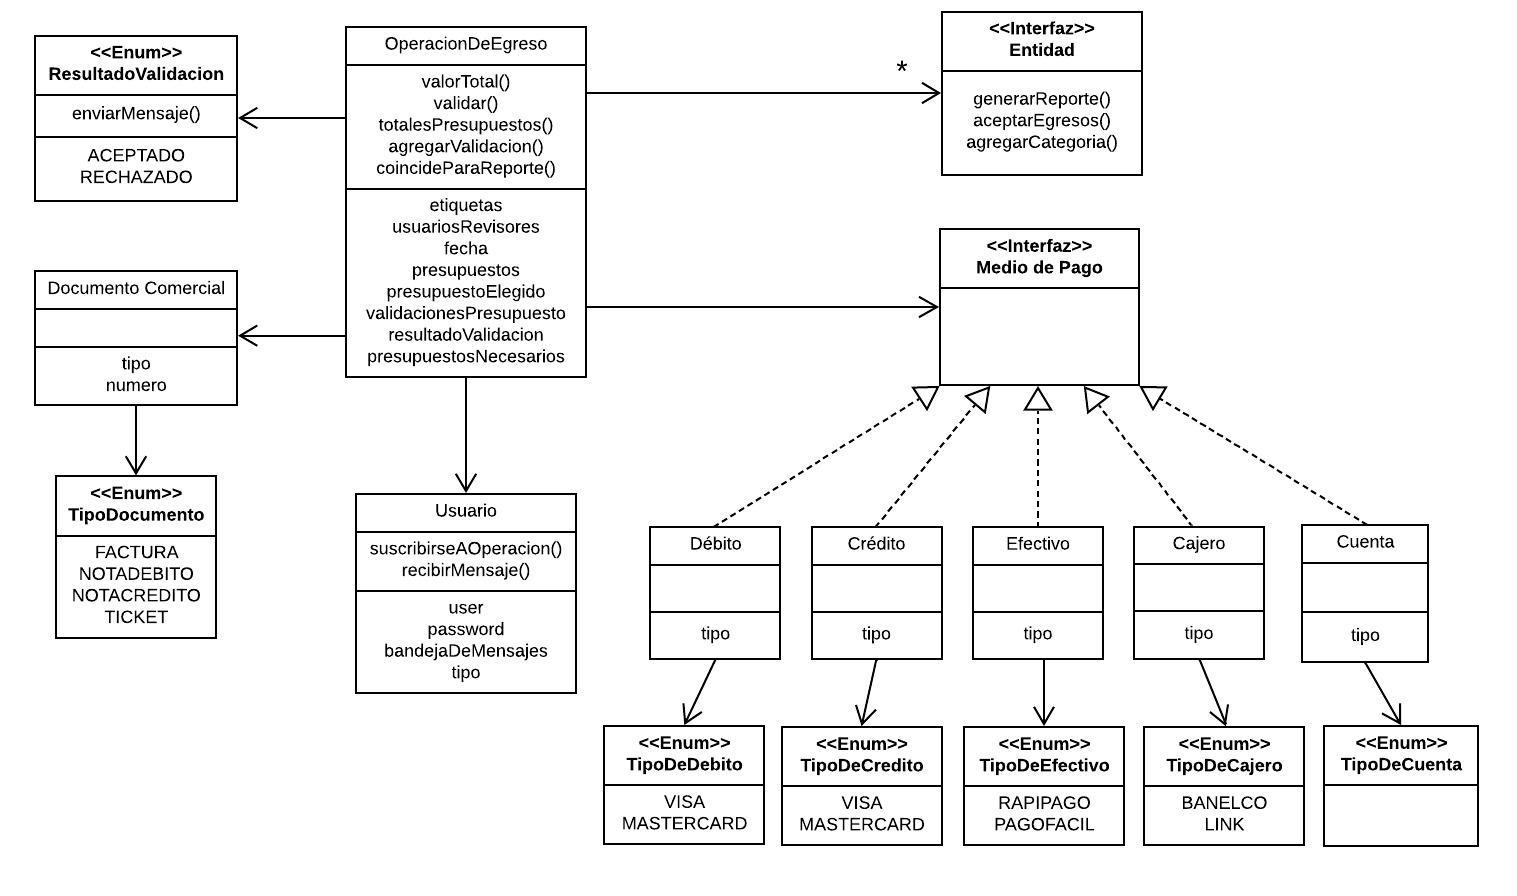 <<Enum>>
ResultadoValidacion
enviarMensaje()
ACEPTADO
RECHAZADO
OperacionDeEgreso
valorTotal()
validar()
totalesPresupuestos()
agregarValidacion()
coincideParaReporte()
etiquetas
usuariosRevisores
fecha
presupuestos
presupuestoElegido
validacionesPresupuesto
resultadoValidacion
presupuestosNecesarios
*
<<Interfaz>>
Entidad
generarReporte()
aceptarEgresos()
agregarCategoria()
Documento Comercial
tipo
numero
<<Interfaz>>
Medio de Pago
<<Enum>>
TipoDocumento
FACTURA
NOTADEBITO
NOTACREDITO
TICKET
Usuario
suscribirseAOperacion()
recibirMensaje()
user
password
bandejaDeMensajes
tipo
Débito
tipo
Crédito
tipo
Efectivo
tipo
Cajero
tipo
Cuenta
tipo
<<Enum>>
TipoDeDebito
VISA
MASTERCARD
<<Enum>>
TipoDeCredito
VISA
MASTERCARD
<<Enum>>
TipoDeEfectivo
RAPIPAGO
PAGOFACIL
<<Enum>>
TipoDeCajero
BANELCO
LINK
<<Enum>>
TipoDeCuenta